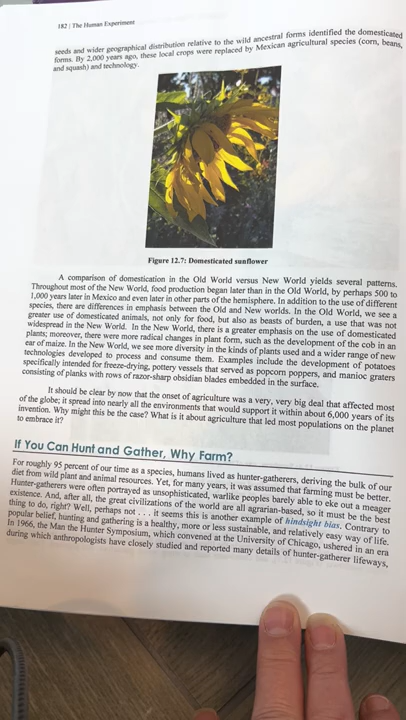 182 | The Human Experiment
seeds and wider geographical distribution relative to the wild ancestral forms identified the domesticated
forms. By 2,000 years ago, these local crops were replaced by Mexican agricultural species (corn, beans,
and squash) and technology.
Figure 12.7: Domesticated sunflower
A comparison of domestication in the Old World versus New World yields several patterns.
Throughout most of the New World, food production began later than in the Old World, by perhaps 500 to
1,000 years later in Mexico and even later in other parts of the hemisphere. In addition to the use of different
species, there are differences in emphasis between the Old and New worlds. In the Old World, we see a
greater use of domesticated animals, not only for food, but also as beasts of burden, a use that was not
widespread in the New World. In the New World, there is a greater emphasis on the use of domesticated
plants; moreover, there were more radical changes in plant form, such as the development of the cob in an
ear of maize. In the New World, we see more diversity in the kinds of plants used and a wider range of new
technologies developed to process and consume them. Examples include the development of potatoes
specifically intended for freeze-drying, pottery vessels that served as popcorn poppers, and manioc graters
consisting of planks with rows of razor-sharp obsidian blades embedded in the surface.
It should be clear by now that the onset of agriculture was a very, very big deal that affected most
of the globe; it spread into nearly all the environments that would support it within about 6,000 years of its
invention. Why might this be the case? What is it about agriculture that led most populations on the planet
to embrace it?
If You Can Hunt and Gather, Why Farm?
For roughly 95 percent of our time as a species, humans lived as hunter-gatherers, deriving the bulk of our
diet from wild plant and animal resources. Yet, for many years, it was assumed that farming must be better.
Hunter-gatherers were often portrayed as unsophisticated, warlike peoples barely able to eke out a meager
existence. And, after all, the great civilizations of the world are all agrarian-based, so it must be the best
thing to do, right? Well, perhaps not . . . it seems this is another example of hindsight bias. Contrary to
popular belief, hunting and gathering is a healthy, more or less sustainable, and relatively easy way of life.
In 1966, the Man the Hunter Symposium, which convened at the University of Chicago, ushered in an era
during which anthropologists have closely studied and reported many details of hunter-gatherer lifeways,